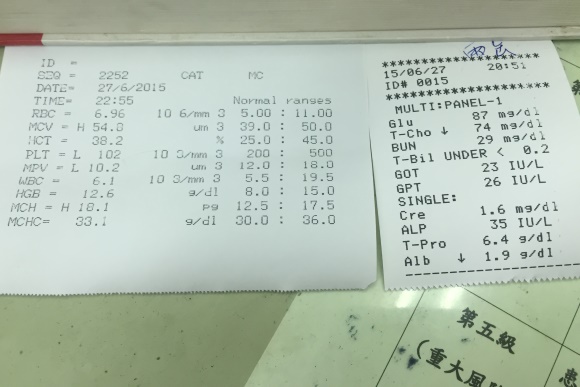 ID =
SEQ = 2252 CAT MC
DATE= 27/6/2015
TIME= 22:55 Normal ranges
RBC = 6.96 10 6/mm 3 5.00 : 11.00
MCV = H 54.8 um 3 39.0 : 50.0
HCT = 38.2 % 25.0 : 45.0
PLT = L 102 10 3/mm 3 200 : 500
MPV = L 10.2 um 3 12.0 : 18.0
WBC = 6.1 10 3/mm 3 5.5 : 19.5
HGB = 12.6 g/dl 8.0 : 15.0
MCH = H 18.1 pg 12.5 : 17.5
MCHC= 33.1 g/dl 30.0 : 36.0
********************
15/06/27 20:51
ID# 0015
********************
MULTI:PANEL-1
Glu 87 mg/dl
T-Cho ↓ 74 mg/dl
BUN 29 mg/dl
T-Bil UNDER < 0.2
GOT 23 IU/L
GPT 26 IU/L
SINGLE:
Cre 1.6 mg/dl
ALP 35 IU/L
T-Pro 6.4 g/dl
Alb ↓ 1.9 g/dl
第五級
(重大風
患